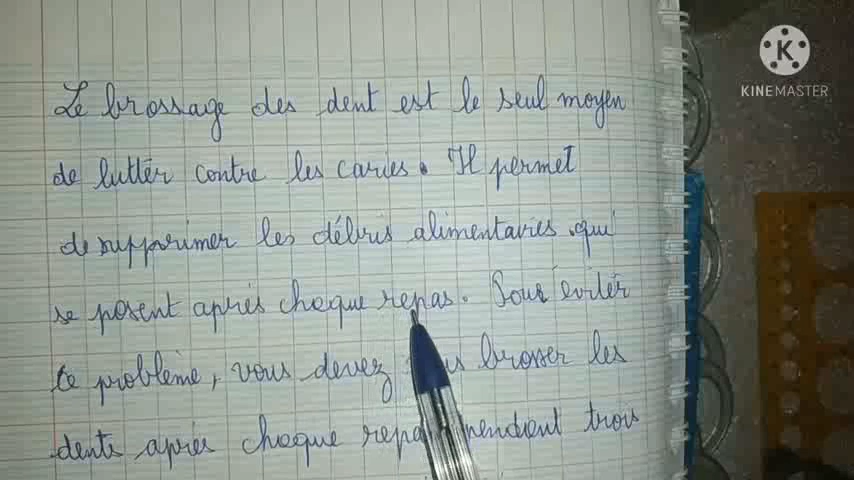 KINEMASTER
Le brossage des dent est le seul moyen
de lutter contre les caries. Il permet
de supprimer les débris alimentaries qui
se posent après chaque repas. Pour éviter
ce problème, vous devez brosser les
dents après chaque pendant trois